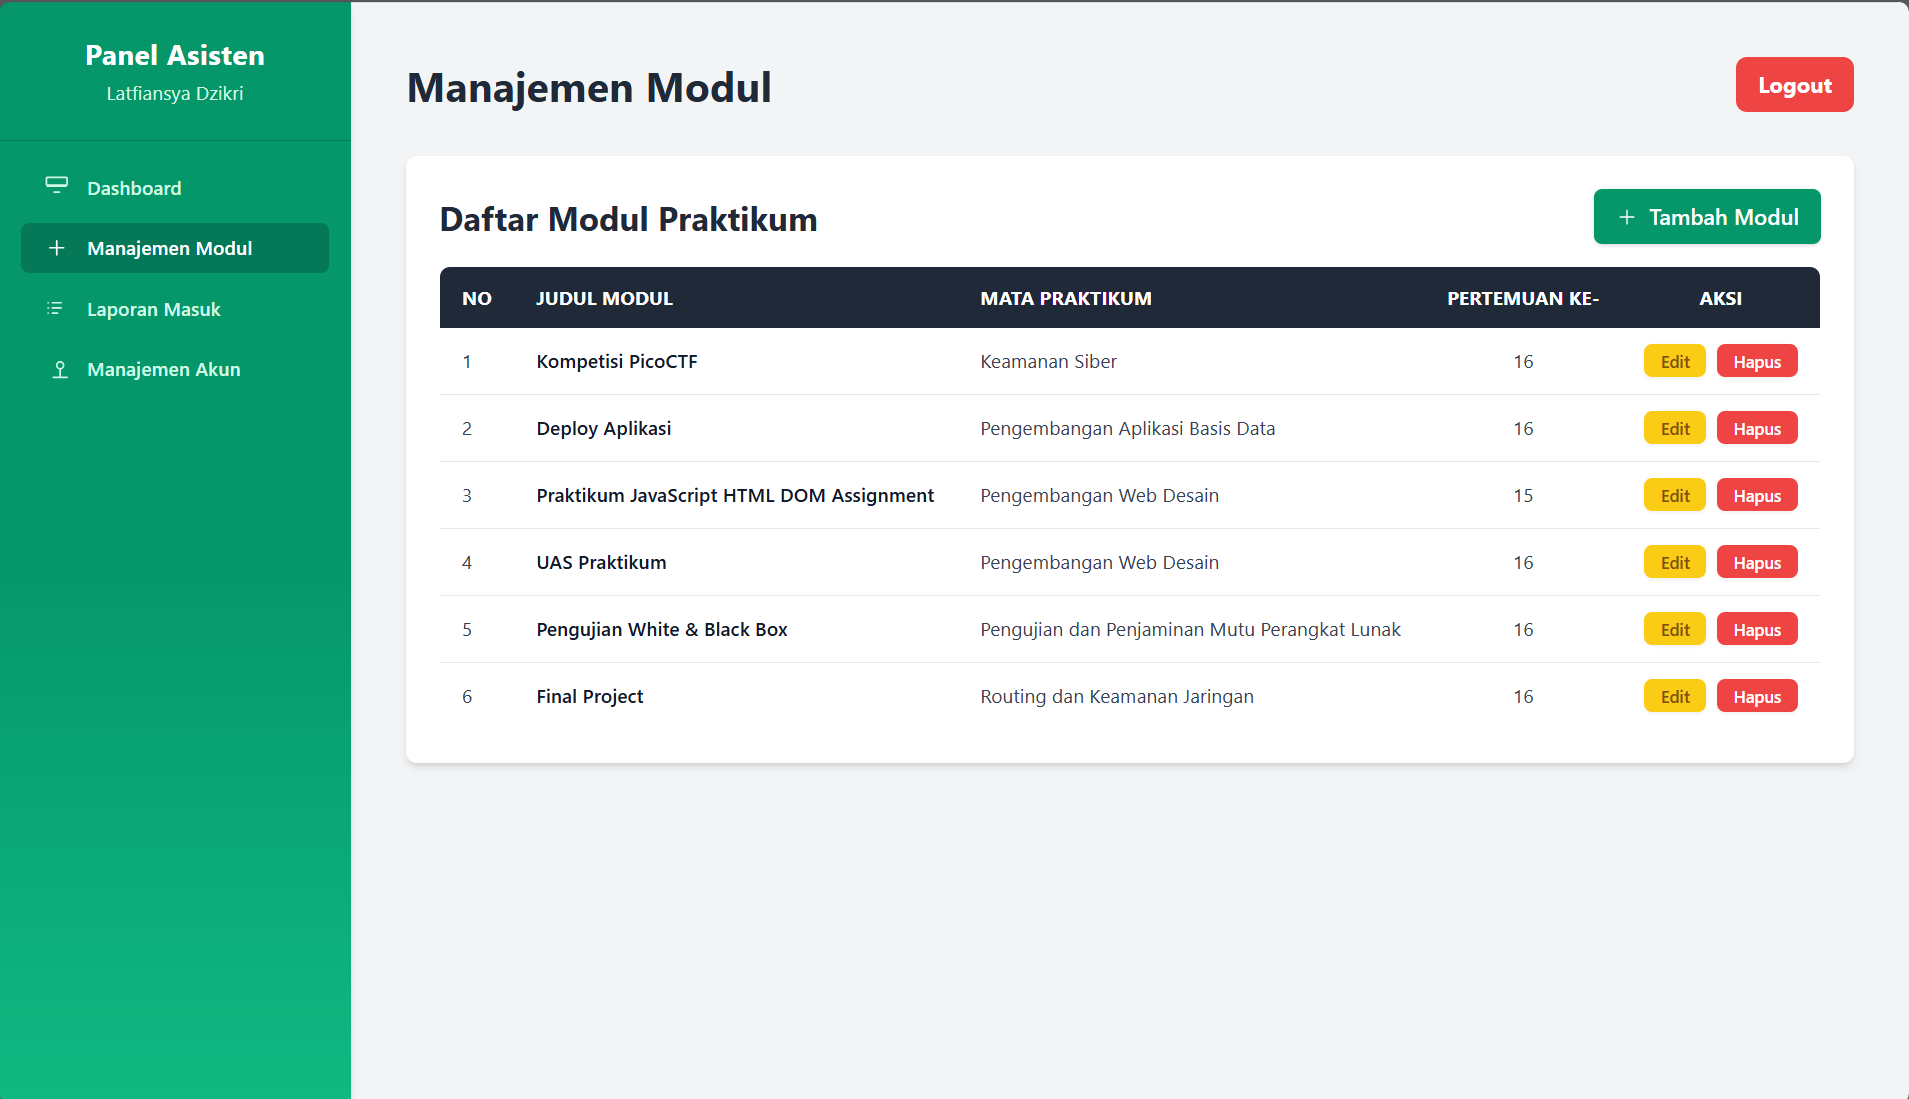 Panel Asisten
Latfiansya Dzikri
Dashboard
Manajemen Modul
Laporan Masuk
Manajemen Akun
Manajemen Modul
Logout
Daftar Modul Praktikum
+ Tambah Modul
NO JUDUL MODUL MATA PRAKTIKUM PERTEMUAN KE- AKSI
1 Kompetisi PicoCTF Keamanan Siber 16 Edit Hapus
2 Deploy Aplikasi Pengembangan Aplikasi Basis Data 16 Edit Hapus
3 Praktikum JavaScript HTML DOM Assignment Pengembangan Web Desain 15 Edit Hapus
4 UAS Praktikum Pengembangan Web Desain 16 Edit Hapus
5 Pengujian White & Black Box Pengujian dan Penjaminan Mutu Perangkat Lunak 16 Edit Hapus
6 Final Project Routing dan Keamanan Jaringan 16 Edit Hapus